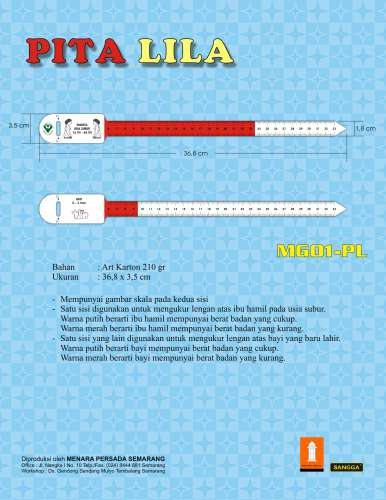 PITA LILA
3,5 cm
1,8 cm
36,8 cm
MG01-PL
Bahan : Art Karton 210 gr
Ukuran : 36,8 x 3,5 cm
- Mempunyai gambar skala pada kedua sisi
- Satu sisi digunakan untuk mengukur lengan atas ibu hamil pada usia subur.
Warna putih berarti ibu hamil mempunyai berat badan yang cukup.
Warna merah berarti ibu hamil mempunyai berat badan yang kurang.
- Satu sisi yang lain digunakan untuk mengukur lengan atas bayi yang baru lahir.
Warna putih berarti bayi mempunyai berat badan yang cukup.
Warna merah berarti bayi mempunyai berat badan yang kurang.
Diproduksi oleh MENARA PERSADA SEMARANG
Office : Jl. Nangka I No. 10 Telp./Fax. (024) 8444 881 Semarang
Workshop : Ds. Gendong Sendang Mulyo Tembalang Semarang
SANGGA